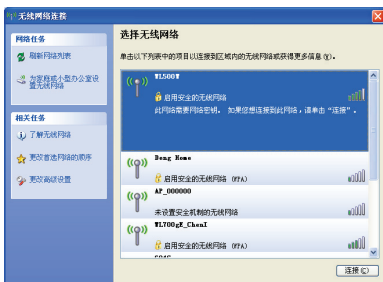 无线网络连接
网络任务
刷新网络列表
为家庭或小型办公室设
置无线网络
相关任务
了解无线网络
更改首选网络的顺序
更改高级设置
选择无线网络
单击以下列表中的项目以连接到区域内的无线网络或获得更多信息(W)。
WL500W
启用安全的无线网络
此网络需要网络密钥。如果您想连接到此网络，请单击“连接”。
Dong Home
启用安全的无线网络 (WPA)
AP_000000
未设置安全机制的无线网络
WL700gE_ChenI
启用安全的无线网络 (WPA)
连接(C)